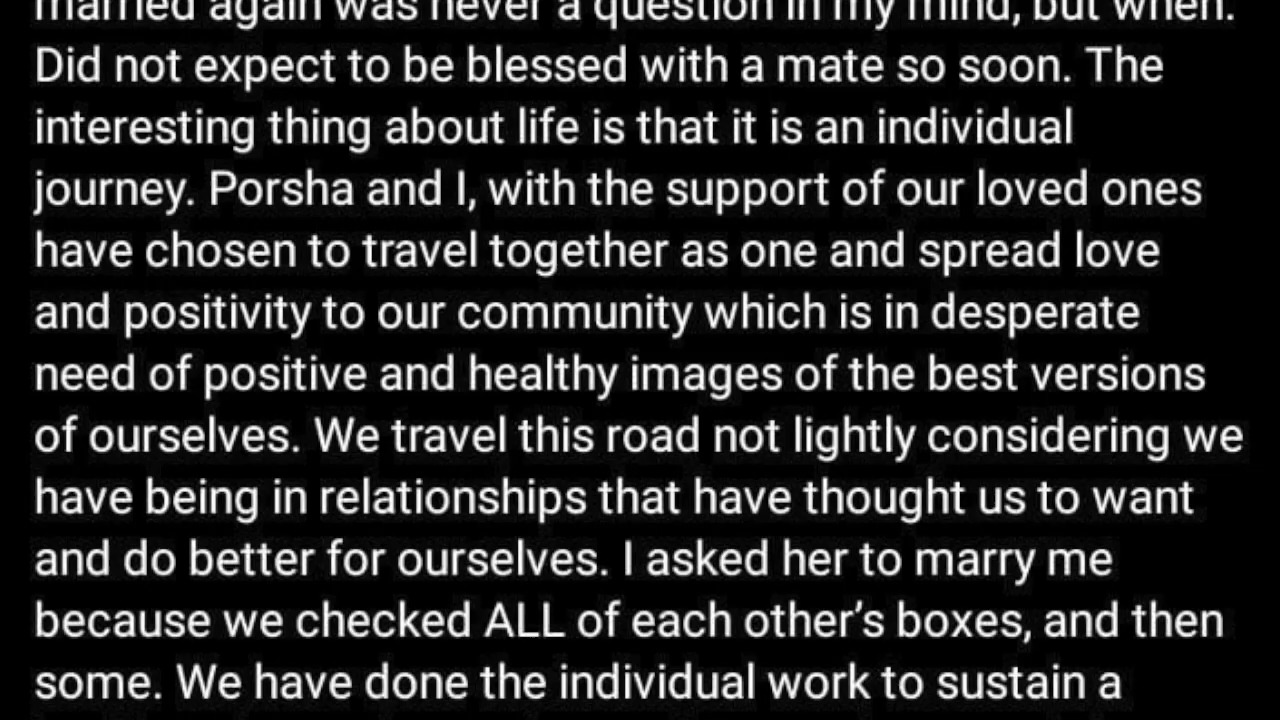 married again was never a question in my mind, but when.
Did not expect to be blessed with a mate so soon. The
interesting thing about life is that it is an individual
journey. Porsha and I, with the support of our loved ones
have chosen to travel together as one and spread love
and positivity to our community which is in desperate
need of positive and healthy images of the best versions
of ourselves. We travel this road not lightly considering we
have being in relationships that have thought us to want
and do better for ourselves. I asked her to marry me
because we checked ALL of each other’s boxes, and then
some. We have done the individual work to sustain a